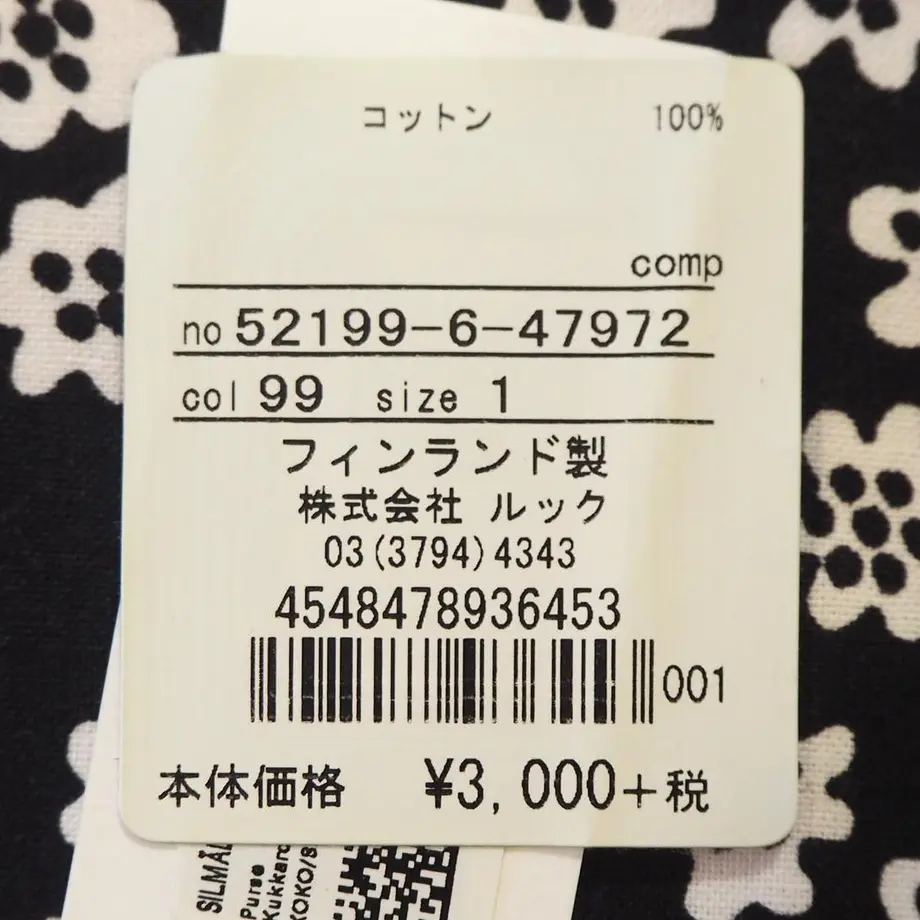 コットン 100%
comp
no 52199-6-47972
col 99 size 1
フィンランド製
株式会社 ルック
03(3794)4343
4548478936453
001
本体価格 ¥3,000+税
Purse